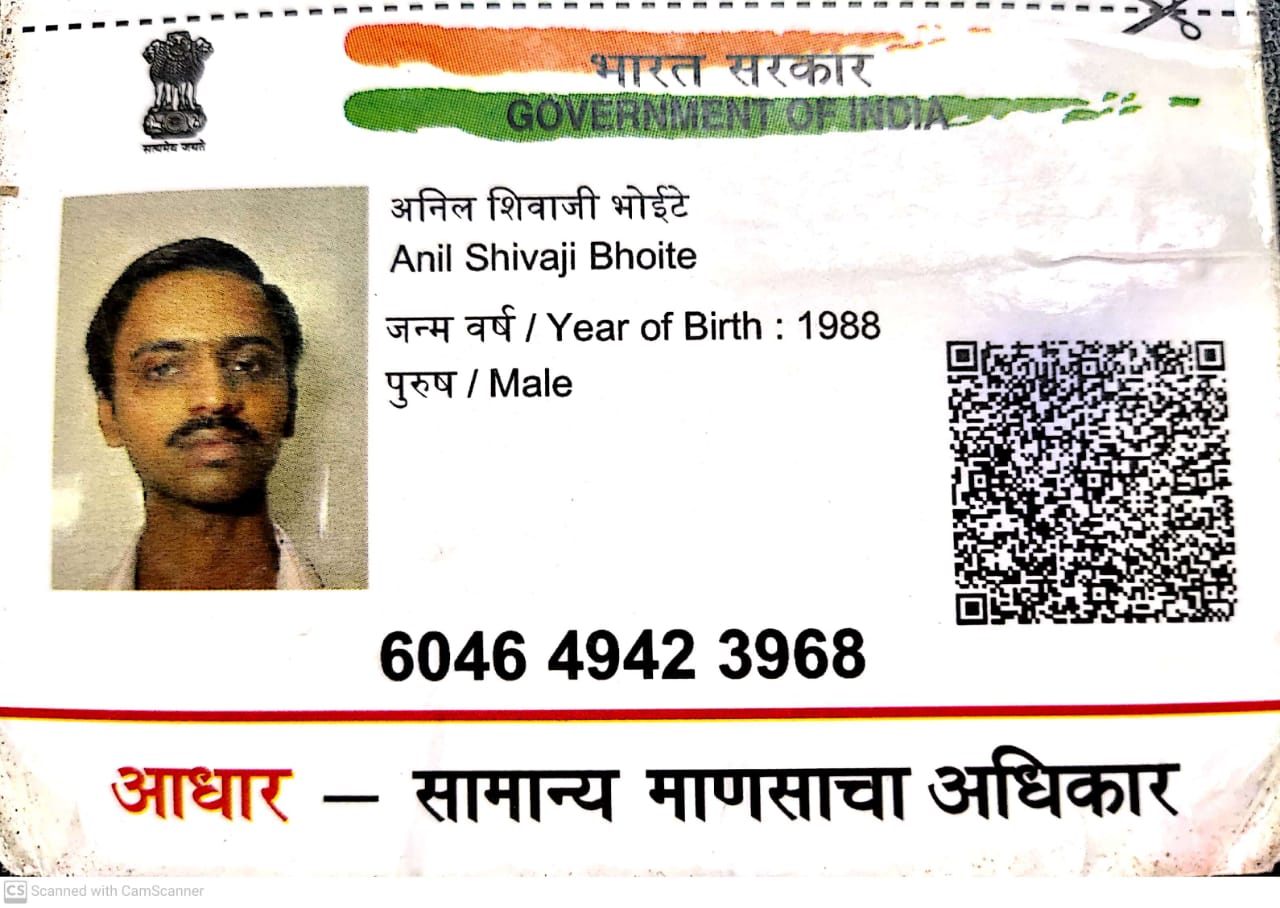 भारत सरकार
GOVERNMENT OF INDIA
सत्यमेव जयते
अनिल शिवाजी भोईटे
Anil Shivaji Bhoite
जन्म वर्ष / Year of Birth : 1988
पुरुष / Male
6046 4942 3968
आधार — सामान्य माणसाचा अधिकार
CS Scanned with CamScanner